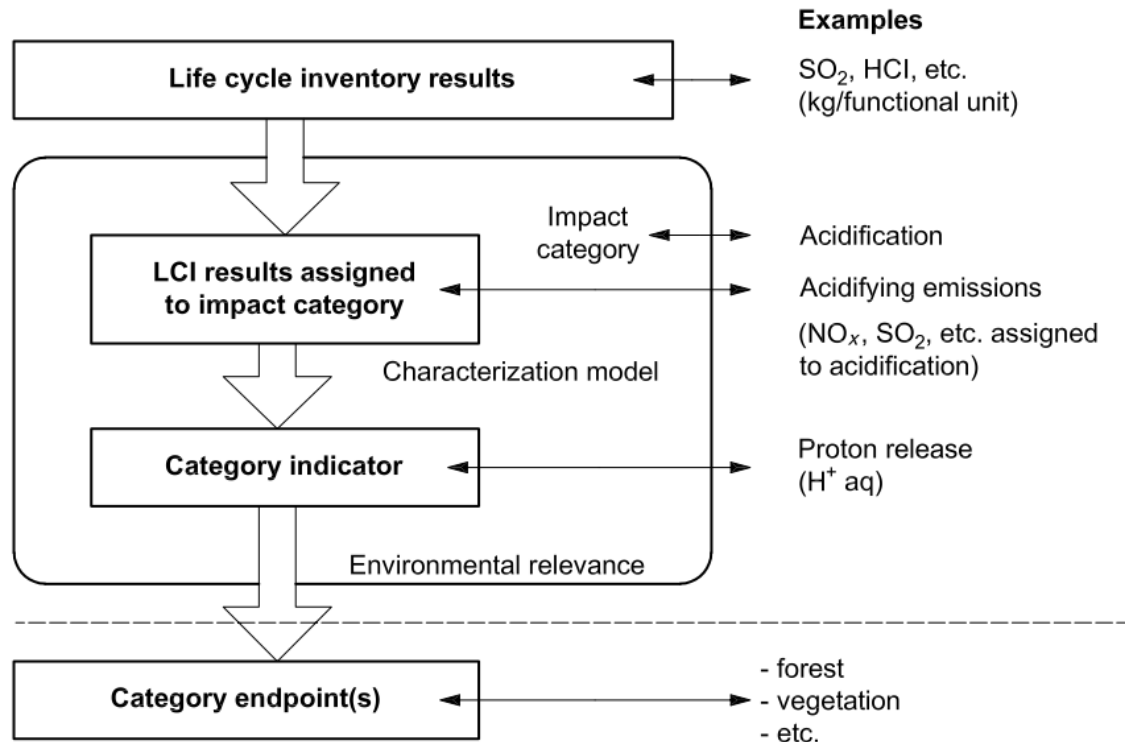 Examples
Life cycle inventory results
SO₂, HCl, etc.
(kg/functional unit)
Impact
category
Acidification
LCI results assigned
to impact category
Acidifying emissions
(NOₓ, SO₂, etc. assigned
to acidification)
Characterization model
Category indicator
Proton release
(H⁺ aq)
Environmental relevance
Category endpoint(s)
- forest
- vegetation
- etc.